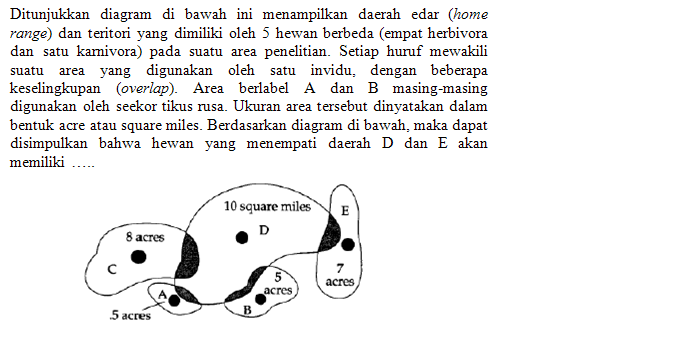 Ditunjukkan diagram di bawah ini menampilkan daerah edar (home
range) dan teritori yang dimiliki oleh 5 hewan berbeda (empat herbivora
dan satu karnivora) pada suatu area penelitian. Setiap huruf mewakili
suatu area yang digunakan oleh satu invidu, dengan beberapa
keselingkupan (overlap). Area berlabel A dan B masing-masing
digunakan oleh seekor tikus rusa. Ukuran area tersebut dinyatakan dalam
bentuk acre atau square miles. Berdasarkan diagram di bawah, maka dapat
disimpulkan bahwa hewan yang menempati daerah D dan E akan
memiliki …..
10 square miles
E
D
8 acres
C
7
acres
5
acres
A
B
.5 acres